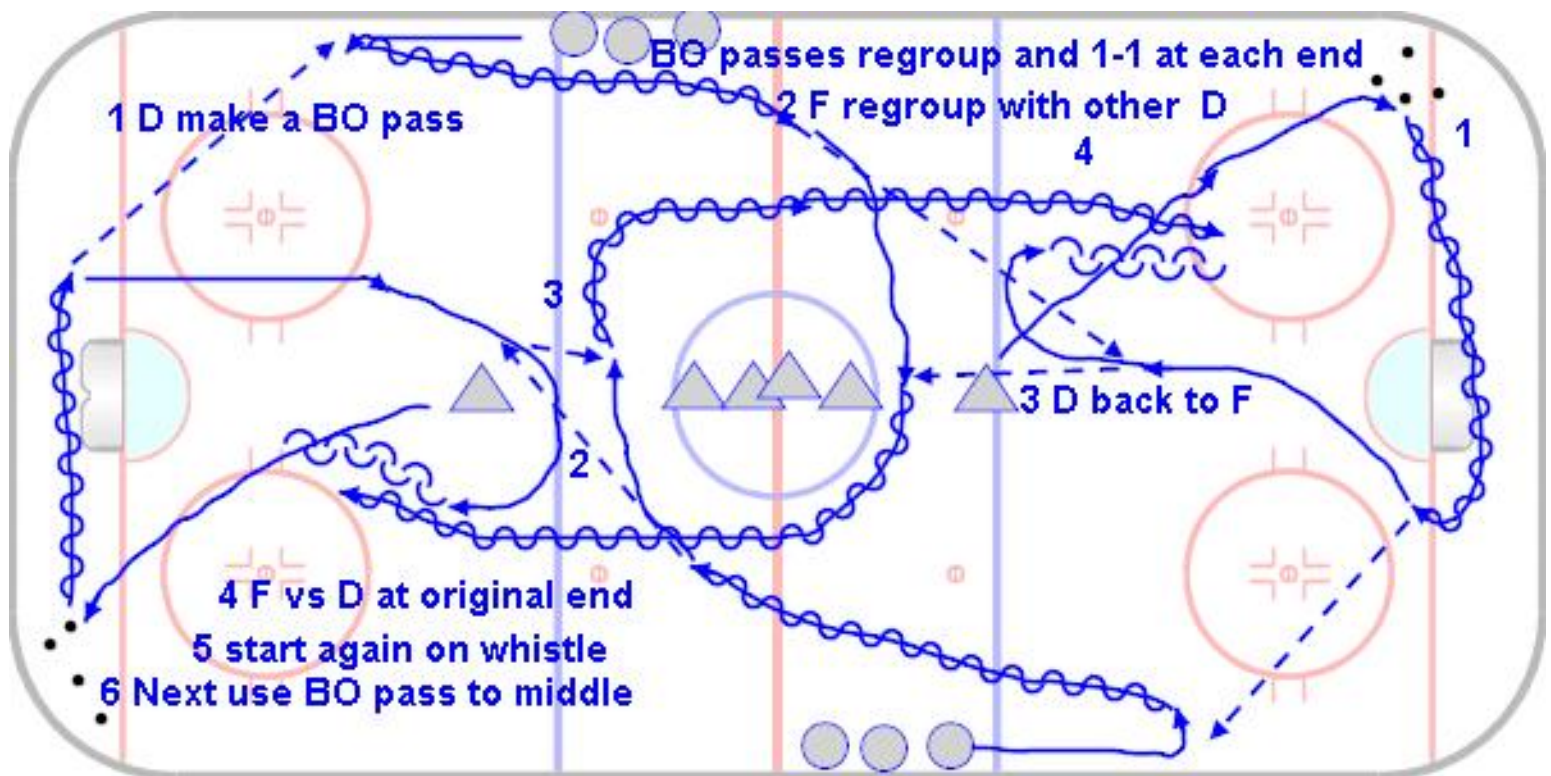 BO passes regroup and 1-1 at each end
2 F regroup with other D
1 D make a BO pass
1
4
3
3 D back to F
2
4 F vs D at original end
5 start again on whistle
6 Next use BO pass to middle